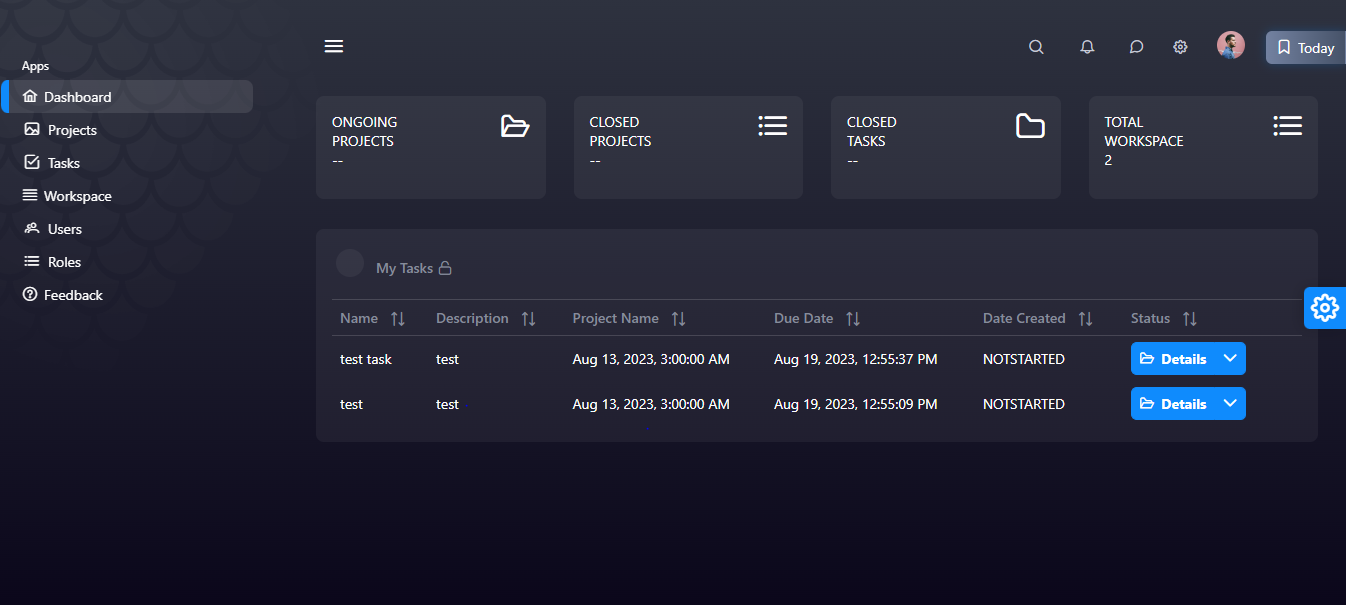 Apps
Dashboard
Projects
Tasks
Workspace
Users
Roles
Feedback
Today
ONGOING
PROJECTS
--
CLOSED
PROJECTS
--
CLOSED
TASKS
--
TOTAL
WORKSPACE
2
My Tasks
Name Description Project Name Due Date Date Created Status
test task test Aug 13, 2023, 3:00:00 AM Aug 19, 2023, 12:55:37 PM NOTSTARTED Details
test test Aug 13, 2023, 3:00:00 AM Aug 19, 2023, 12:55:09 PM NOTSTARTED Details